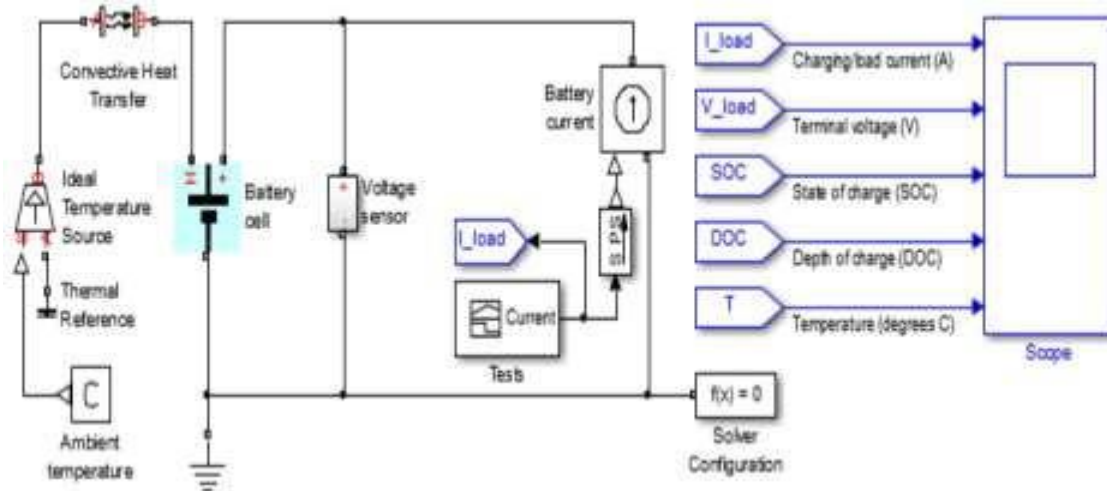 Convective Heat
Transfer
Ideal
Temperature
Source
Thermal
Reference
C
Ambient
temperature
Battery
cell
Voltage
sensor
Battery
current
S PS
I_load
Current
Tests
f(x) = 0
Solver
Configuration
I_load
Charging/load current (A)
V_load
Terminal voltage (V)
SOC
State of charge (SOC)
DOC
Depth of charge (DOC)
T
Temperature (degrees C)
Scope